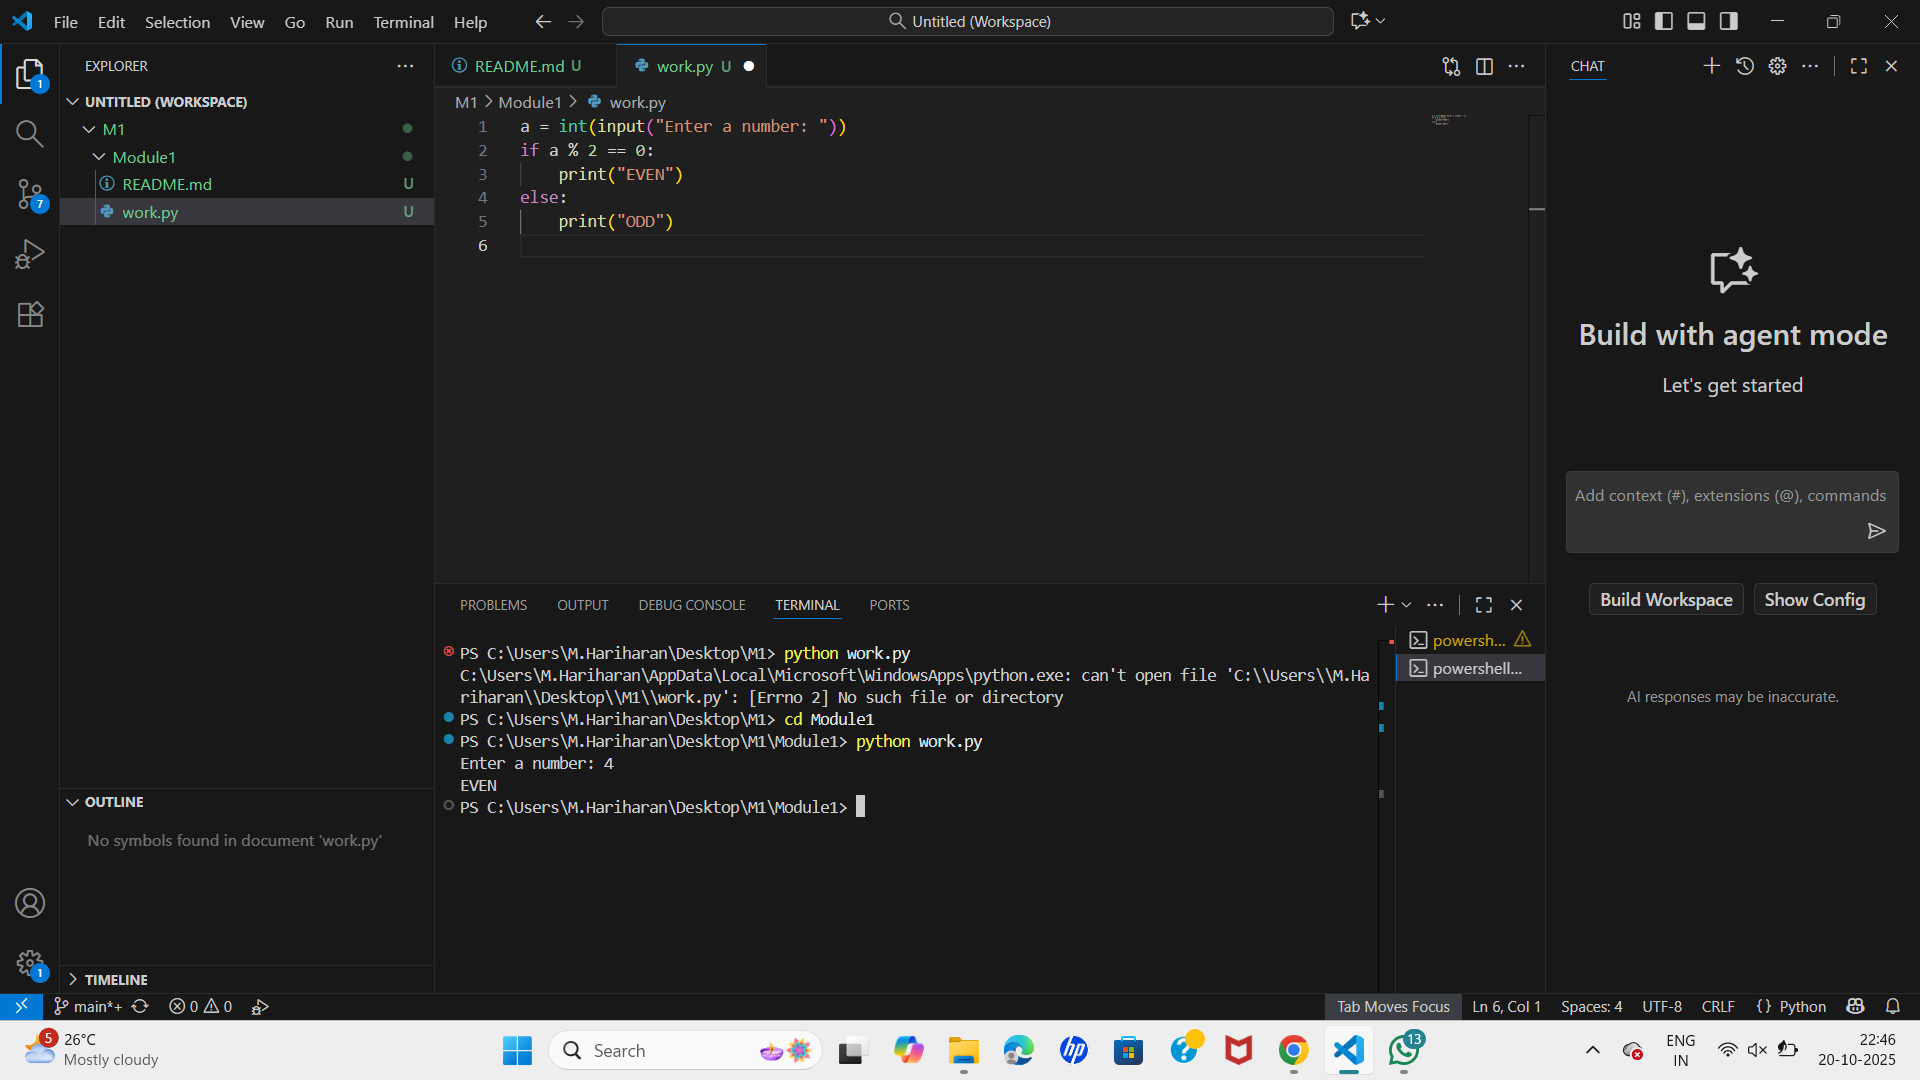 File Edit Selection View Go Run Terminal Help
Untitled (Workspace)
EXPLORER
1
UNTITLED (WORKSPACE)
M1
Module1
README.md U
work.py U
7
README.md U
work.py U
M1 > Module1 > work.py
1 a = int(input("Enter a number: "))
2 if a % 2 == 0:
3     print("EVEN")
4 else:
5     print("ODD")
6
CHAT
Build with agent mode
Let's get started
Add context (#), extensions (@), commands
Build Workspace Show Config
AI responses may be inaccurate.
PROBLEMS OUTPUT DEBUG CONSOLE TERMINAL PORTS
powersh...
powershell...
PS C:\Users\M.Hariharan\Desktop\M1> python work.py
C:\Users\M.Hariharan\AppData\Local\Microsoft\WindowsApps\python.exe: can't open file 'C:\\Users\\M.Ha
riharan\\Desktop\\M1\\work.py': [Errno 2] No such file or directory
PS C:\Users\M.Hariharan\Desktop\M1> cd Module1
PS C:\Users\M.Hariharan\Desktop\M1\Module1> python work.py
Enter a number: 4
EVEN
PS C:\Users\M.Hariharan\Desktop\M1\Module1>
OUTLINE
No symbols found in document 'work.py'
TIMELINE
1
main*+ 0 0
Tab Moves Focus Ln 6, Col 1 Spaces: 4 UTF-8 CRLF {} Python
5
26°C
Mostly cloudy
Search
hp
?
13
ENG
IN
22:46
20-10-2025